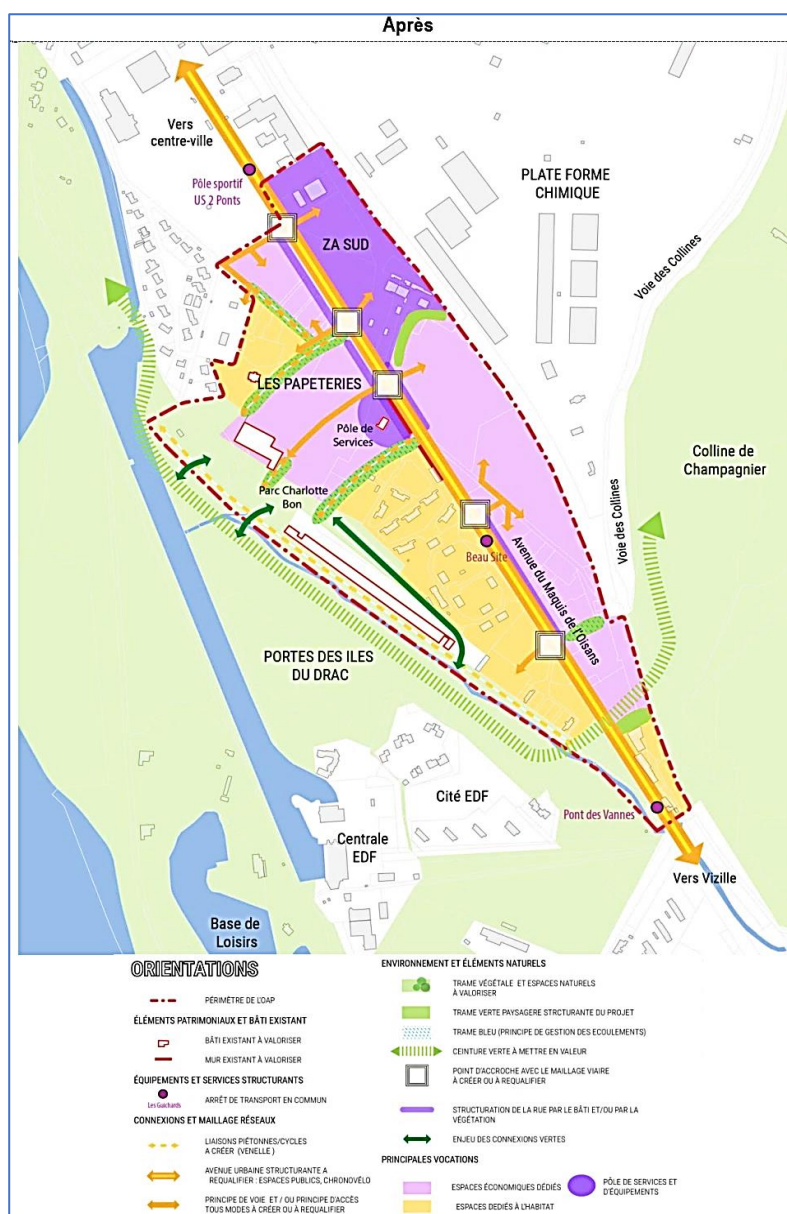 Après
Vers
centre-ville
Pôle sportif
US 2 Ponts
PLATE FORME
CHIMIQUE
ZA SUD
Voie des Collines
LES PAPETERIES
Pôle de
Services
Colline de
Champagnier
Parc Charlotte
Bon
Voie des Collines
Beau Site
Avenue du Maquis de l'Oisans
PORTES DES ILES
DU DRAC
Cité EDF
Pont des Vannes
Centrale
EDF
Vers Vizille
Base de
Loisirs
ORIENTATIONS
PÉRIMÈTRE DE L'OAP
ÉLÉMENTS PATRIMONIAUX ET BÂTI EXISTANT
BÂTI EXISTANT À VALORISER
MUR EXISTANT À VALORISER
ÉQUIPEMENTS ET SERVICES STRUCTURANTS
Les Guichards
ARRÊT DE TRANSPORT EN COMMUN
CONNEXIONS ET MAILLAGE RÉSEAUX
LIAISONS PIÉTONNES/CYCLES
A CRÉER (VENELLE )
AVENUE URBAINE STRUCTURANTE A
REQUALIFIER : ESPACES PUBLICS, CHRONOVÉLO
PRINCIPE DE VOIE ET / OU PRINCIPE D'ACCÈS
TOUS MODES À CRÉER OU À REQUALIFIER
ENVIRONNEMENT ET ÉLÉMENTS NATURELS
TRAME VÉGÉTALE ET ESPACES NATURELS
À VALORISER
TRAME VERTE PAYSAGERE STRCTURANTE DU PROJET
TRAME BLEU (PRINCIPE DE GESTION DES ECOULEMENTS)
CEINTURE VERTE À METTRE EN VALEUR
POINT D'ACCROCHE AVEC LE MAILLAGE VIAIRE
À CRÉER OU À REQUALIFIER
STRUCTURATION DE LA RUE PAR LE BÂTI ET/OU PAR LA
VÉGÉTATION
ENJEU DES CONNEXIONS VERTES
PRINCIPALES VOCATIONS
ESPACES ÉCONOMIQUES DÉDIÉS
PÔLE DE SERVICES ET
D'ÉQUIPEMENTS
ESPACES DEDIÉS À L'HABITAT